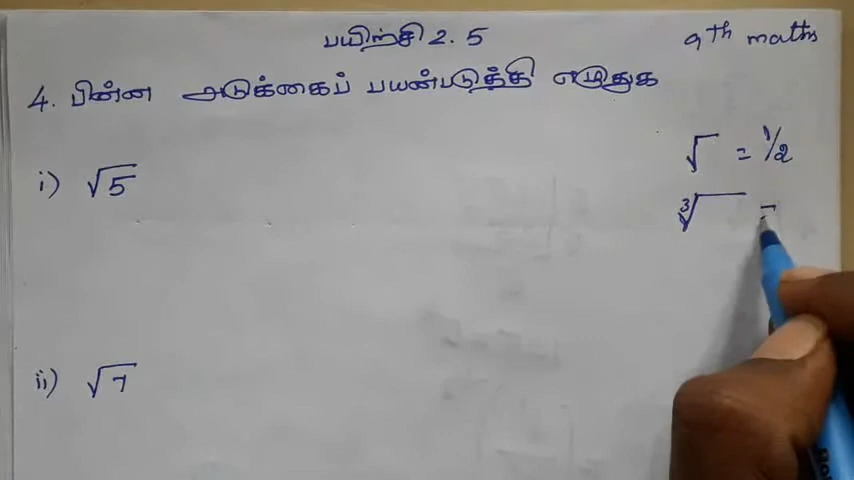 பயிற்சி 2.5
9th maths
4. பின்ன அடுக்கைப் பயன்படுத்தி எழுதுக
√ = 1/2
i) √5
∛ =
ii) √7